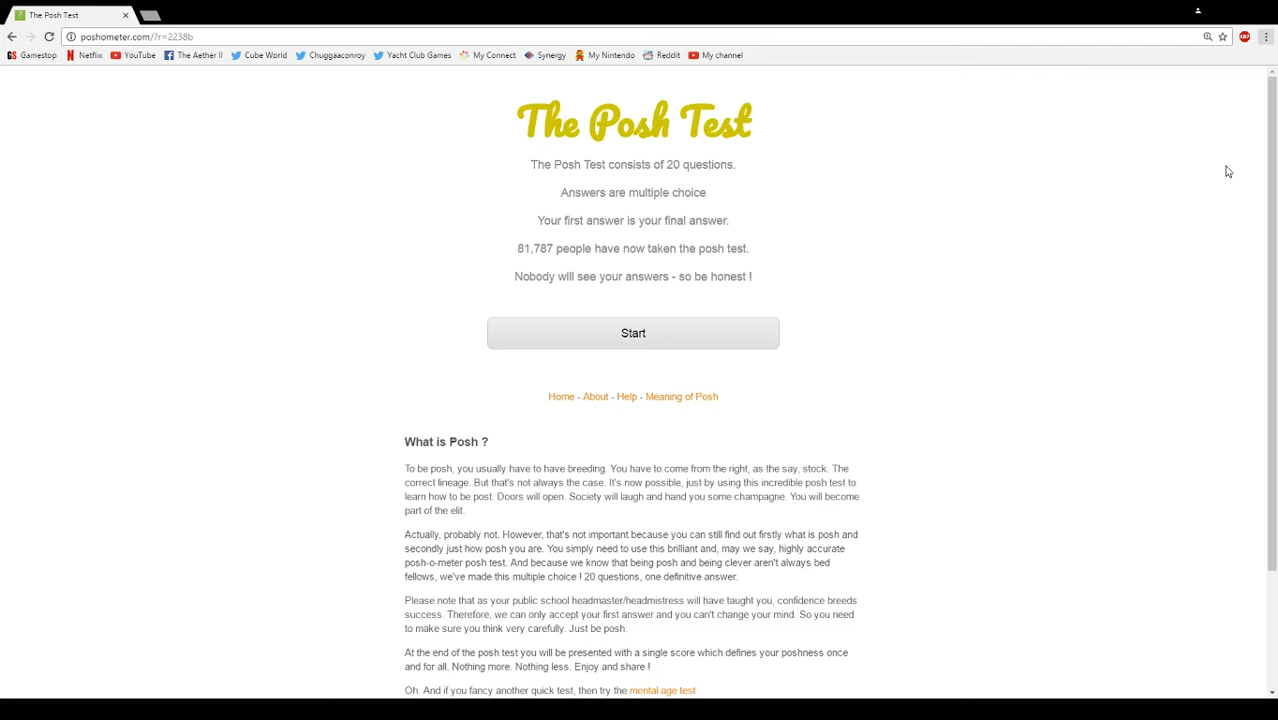 The Posh Test
poshometer.com/?r=2238b
Gamestop Netflix YouTube The Aether II Cube World Chuggaaconroy Yacht Club Games My Connect Synergy My Nintendo Reddit My channel
The Posh Test
The Posh Test consists of 20 questions.
Answers are multiple choice
Your first answer is your final answer.
81,787 people have now taken the posh test.
Nobody will see your answers - so be honest !
Start
Home - About - Help - Meaning of Posh
What is Posh ?
To be posh, you usually have to have breeding. You have to come from the right, as the say, stock. The
correct lineage. But that's not always the case. It's now possible, just by using this incredible posh test to
learn how to be post. Doors will open. Society will laugh and hand you some champagne. You will become
part of the elit.
Actually, probably not. However, that's not important because you can still find out firstly what is posh and
secondly just how posh you are. You simply need to use this brilliant and, may we say, highly accurate
posh-o-meter posh test. And because we know that being posh and being clever aren't always bed
fellows, we've made this multiple choice ! 20 questions, one definitive answer.
Please note that as your public school headmaster/headmistress will have taught you, confidence breeds
success. Therefore, we can only accept your first answer and you can't change your mind. So you need
to make sure you think very carefully. Just be posh.
At the end of the posh test you will be presented with a single score which defines your poshness once
and for all. Nothing more. Nothing less. Enjoy and share !
Oh. And if you fancy another quick test, then try the mental age test